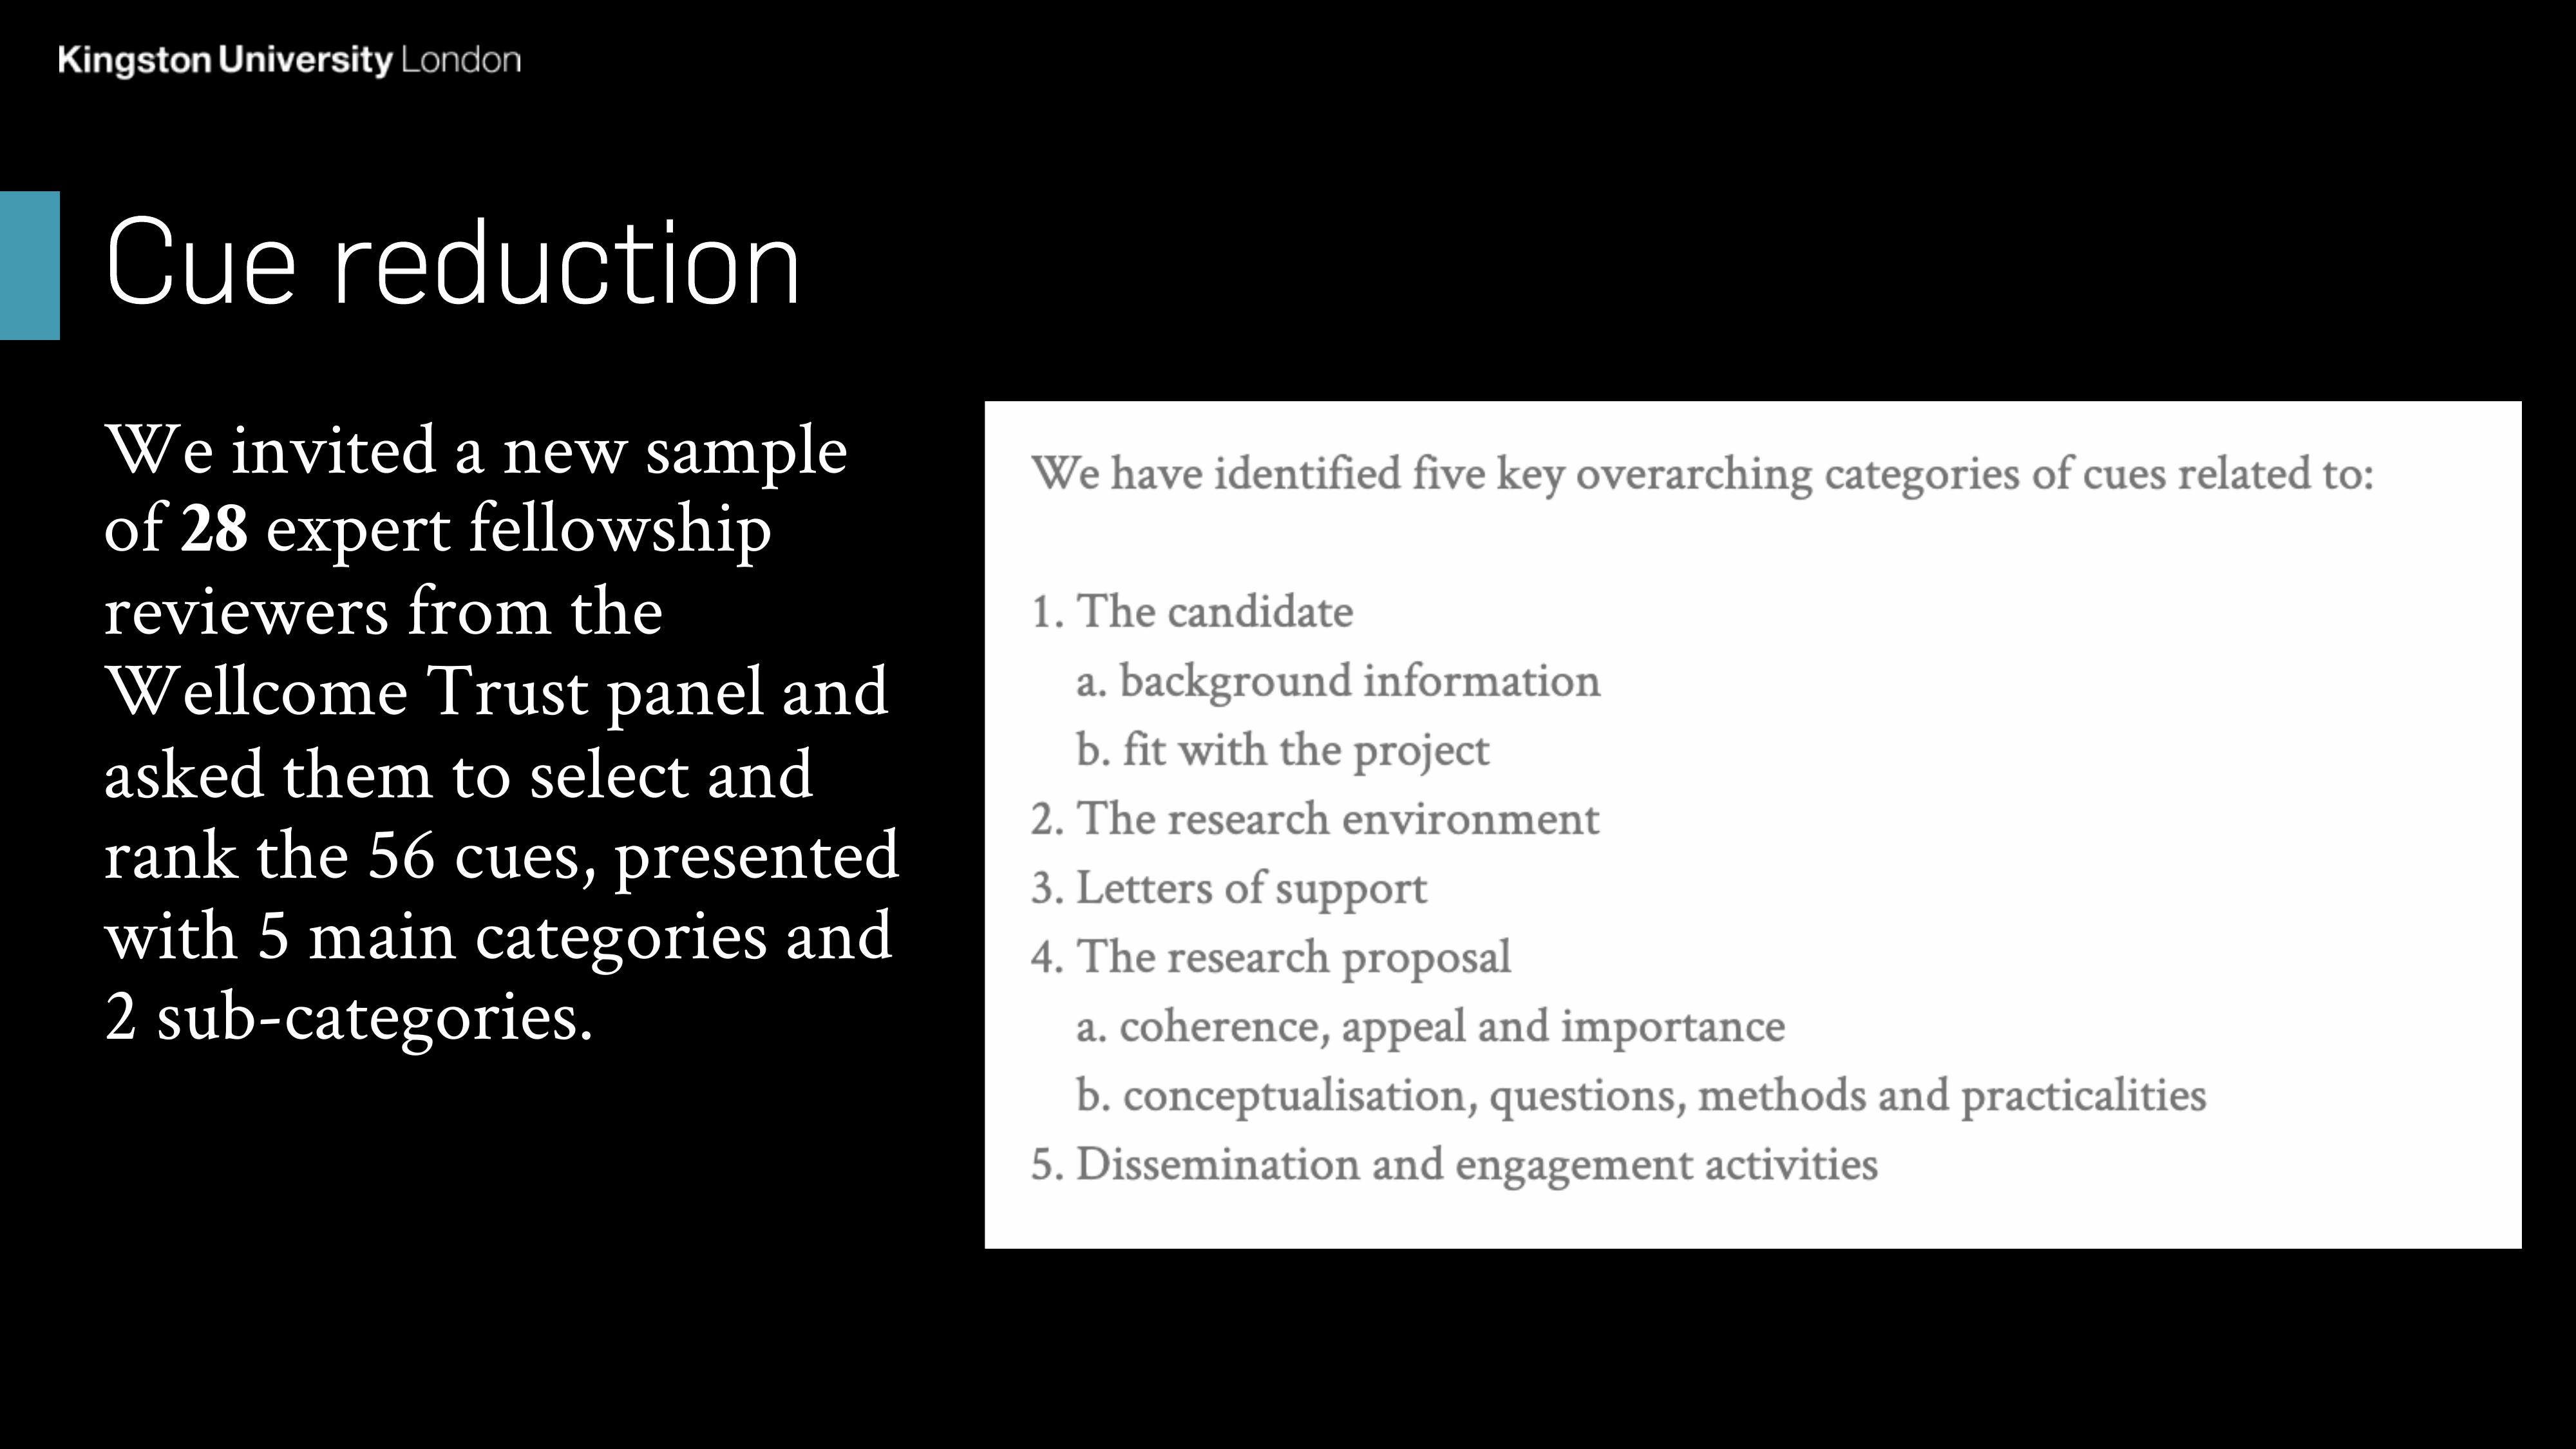 Kingston University London
Cue reduction
We invited a new sample
of 28 expert fellowship
reviewers from the
Wellcome Trust panel and
asked them to select and
rank the 56 cues, presented
with 5 main categories and
2 sub-categories.
We have identified five key overarching categories of cues related to:
1. The candidate
a. background information
b. fit with the project
2. The research environment
3. Letters of support
4. The research proposal
a. coherence, appeal and importance
b. conceptualisation, questions, methods and practicalities
5. Dissemination and engagement activities